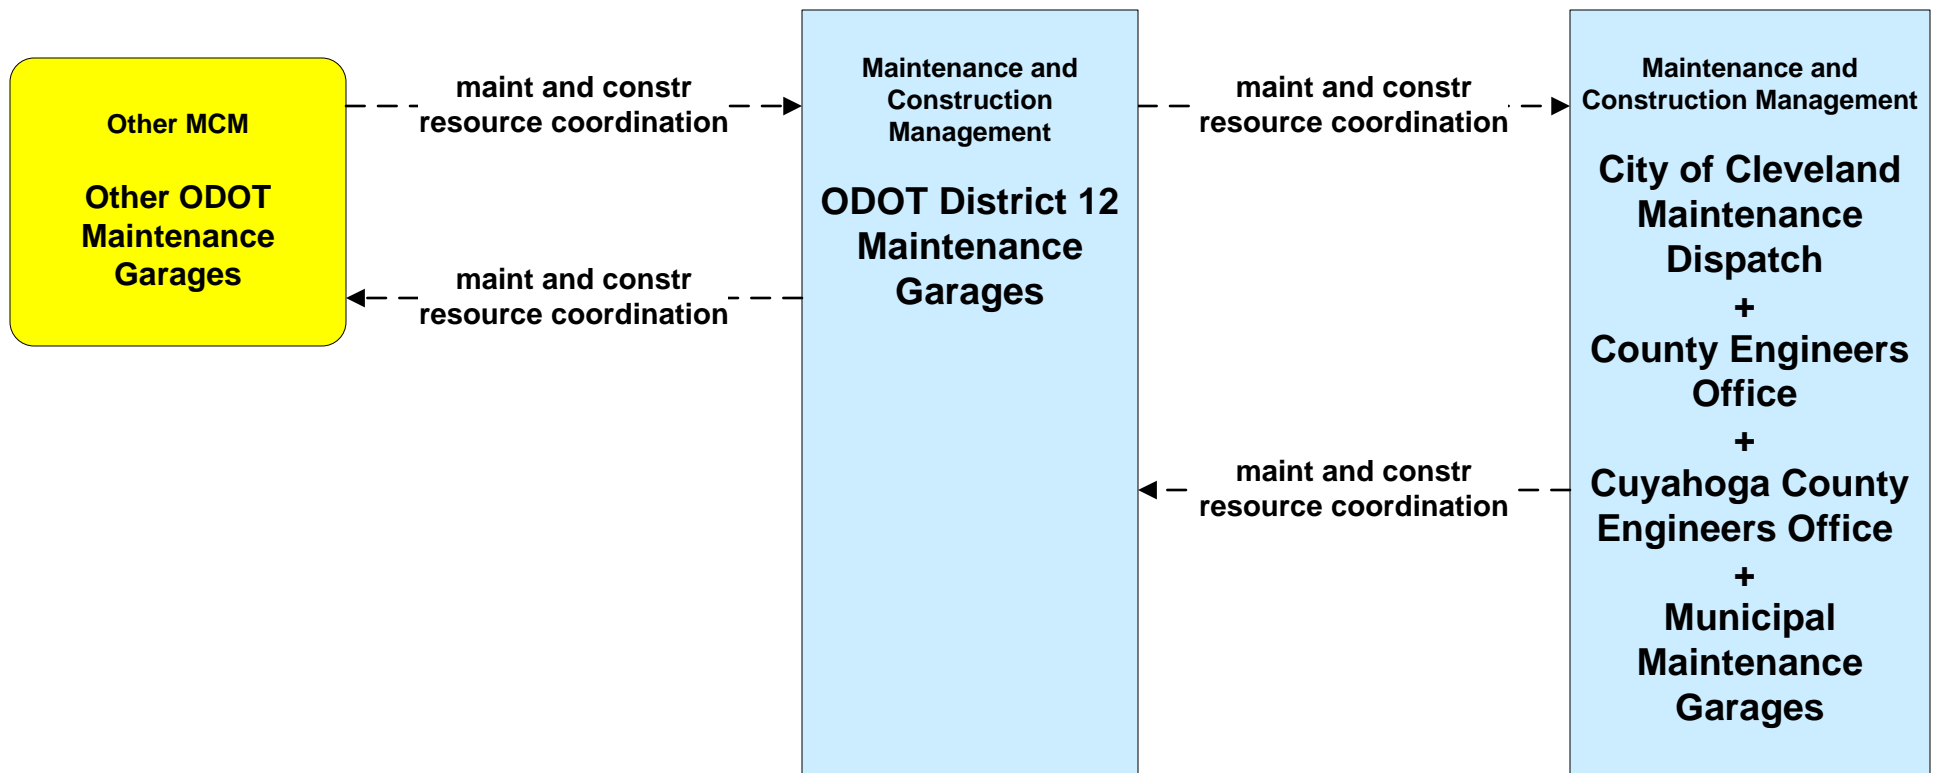 Other MCM
Other ODOT
Maintenance
Garages
maint and constr
resource coordination
maint and constr
resource coordination
Maintenance and
Construction
Management
ODOT District 12
Maintenance
Garages
maint and constr
resource coordination
maint and constr
resource coordination
Maintenance and
Construction Management
City of Cleveland
Maintenance
Dispatch
+
County Engineers
Office
+
Cuyahoga County
Engineers Office
+
Municipal
Maintenance
Garages